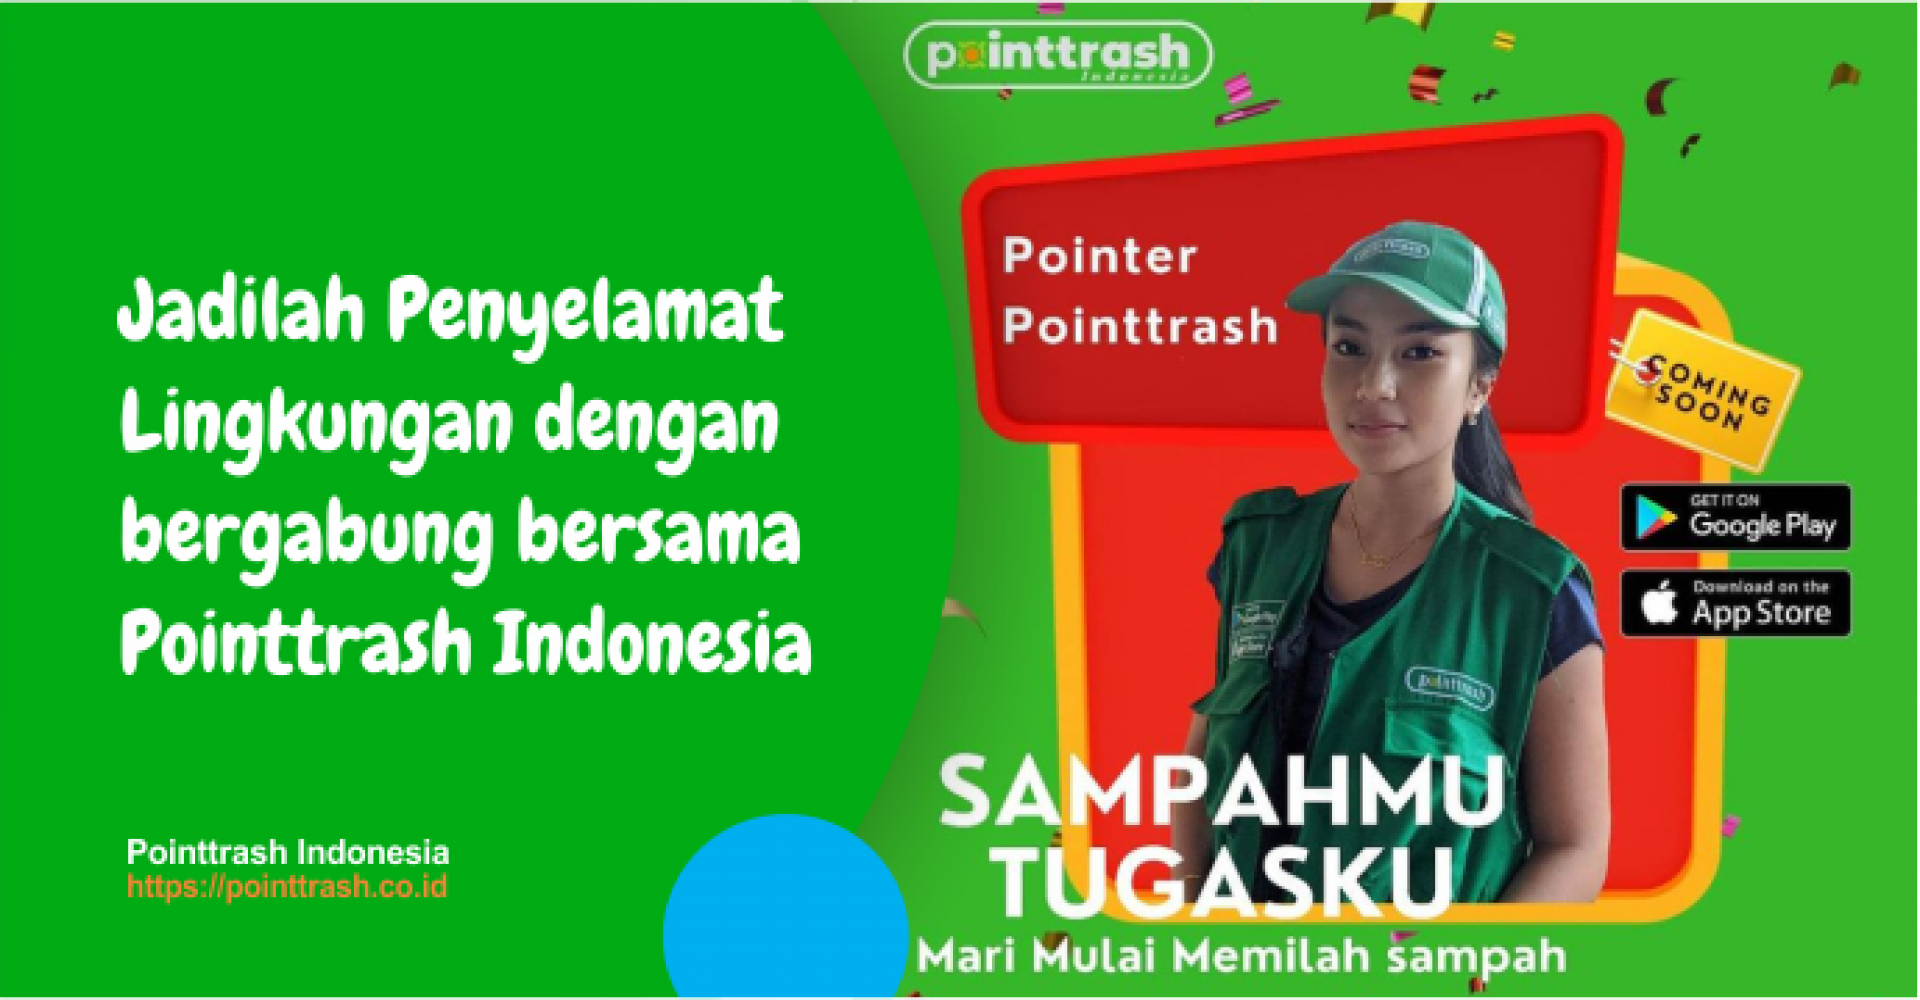 Jadilah Penyelamat
Lingkungan dengan
bergabung bersama
Pointtrash Indonesia
Pointtrash Indonesia
https://pointtrash.co.id
pointtrash
Indonesia
Pointer
Pointtrash
COMING
SOON
GET IT ON
Google Play
Download on the
App Store
pointtrash
SAMPAHMU
TUGASKU
Mari Mulai Memilah sampah